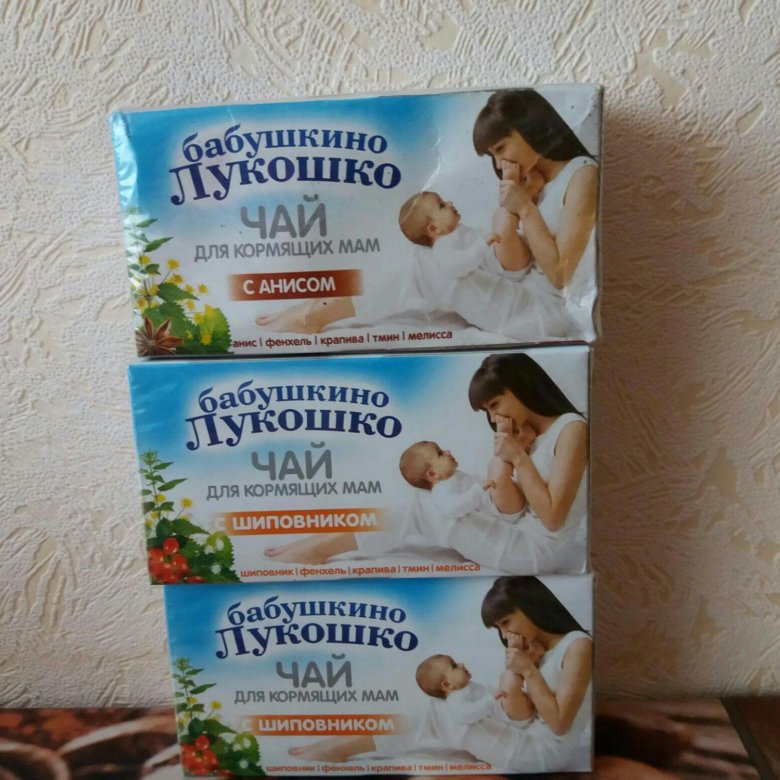 бабушкино
Лукошко
ЧАЙ
ДЛЯ КОРМЯЩИХ МАМ
С АНИСОМ
анис | фенхель | крапива | тмин | мелисса
бабушкино
Лукошко
ЧАЙ
ДЛЯ КОРМЯЩИХ МАМ
С ШИПОВНИКОМ
шиповник | фенхель | крапива | тмин | мелисса
бабушкино
Лукошко
ЧАЙ
ДЛЯ КОРМЯЩИХ МАМ
С ШИПОВНИКОМ
шиповник | фенхель | крапива | тмин | мелисса